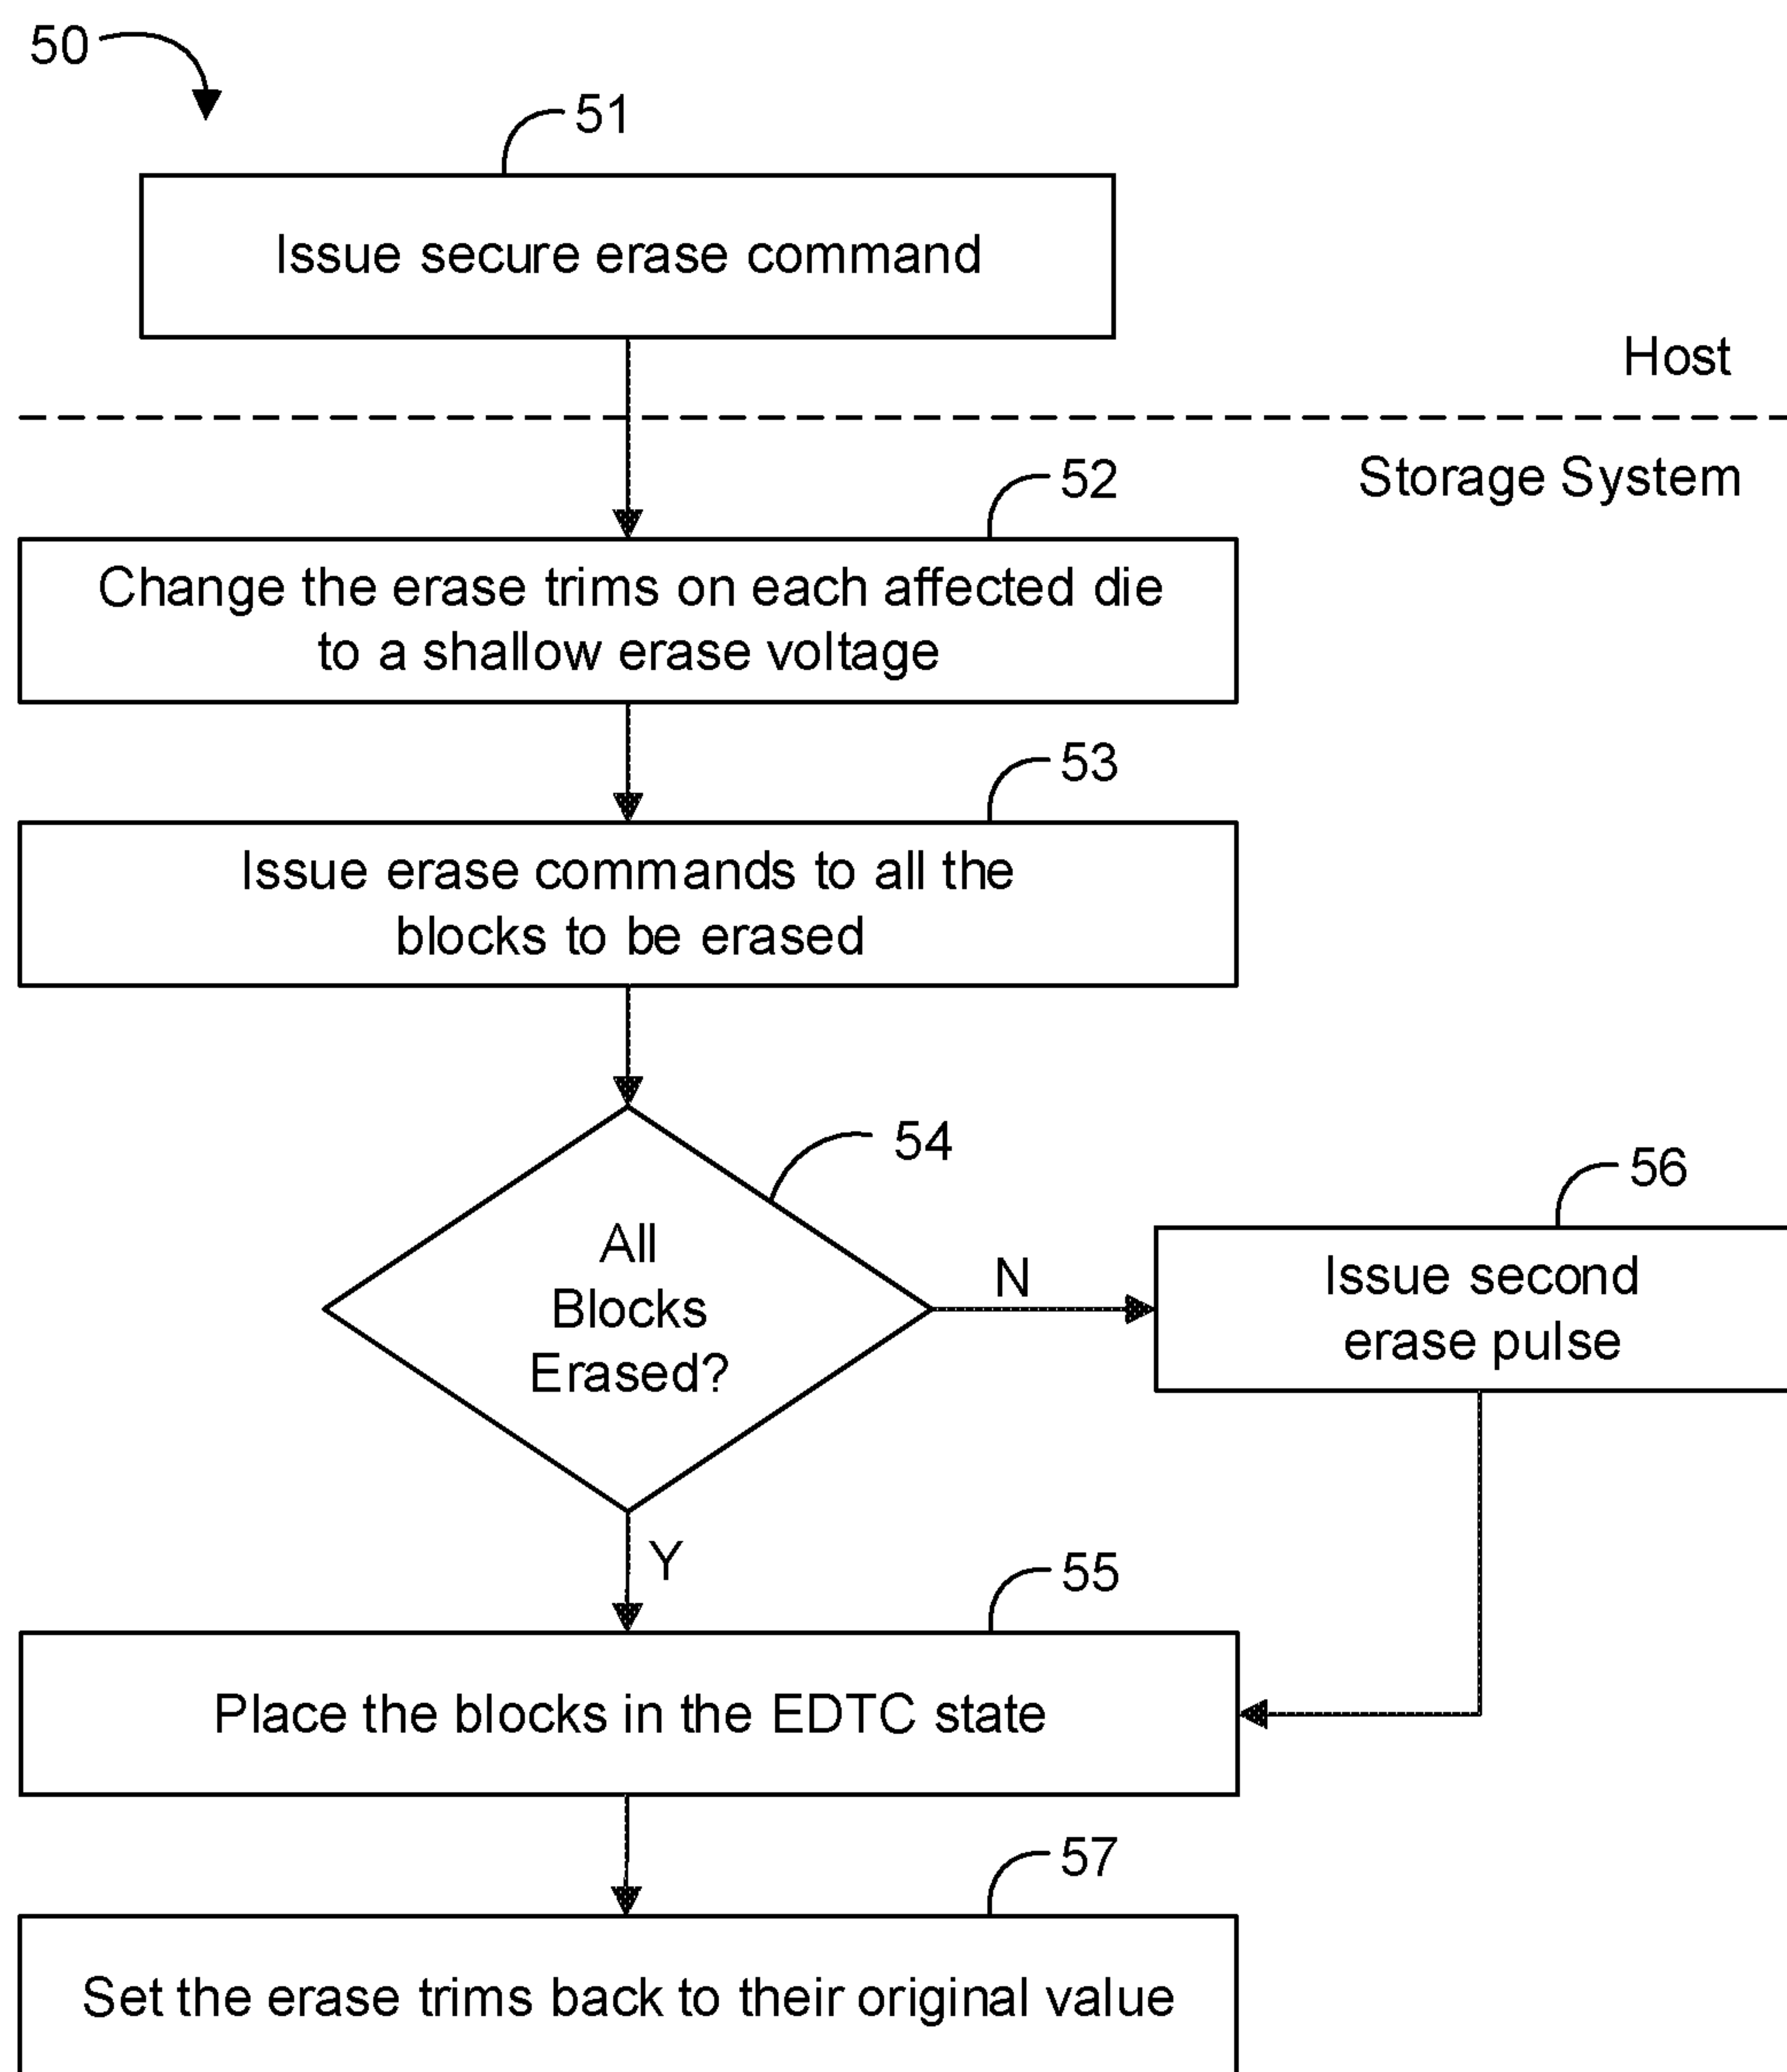 50
51
Issue secure erase command
Host
Storage System
52
Change the erase trims on each affected die
to a shallow erase voltage
53
Issue erase commands to all the
blocks to be erased
54
All
Blocks
Erased?
N
56
Issue second
erase pulse
Y
55
Place the blocks in the EDTC state
57
Set the erase trims back to their original value